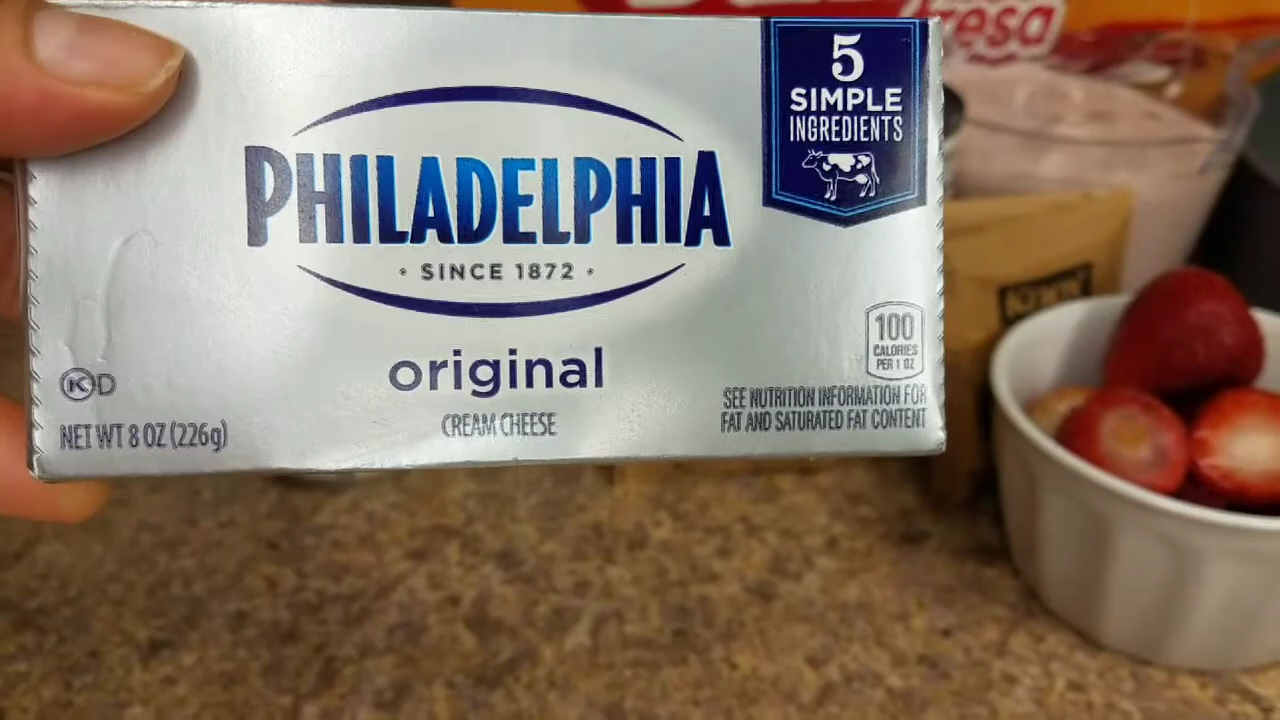 PHILADELPHIA
• SINCE 1872 •
original
CREAM CHEESE
5
SIMPLE
INGREDIENTS
100
CALORIES
PER 1 OZ
SEE NUTRITION INFORMATION FOR
FAT AND SATURATED FAT CONTENT
K D
NET WT 8 OZ (226g)